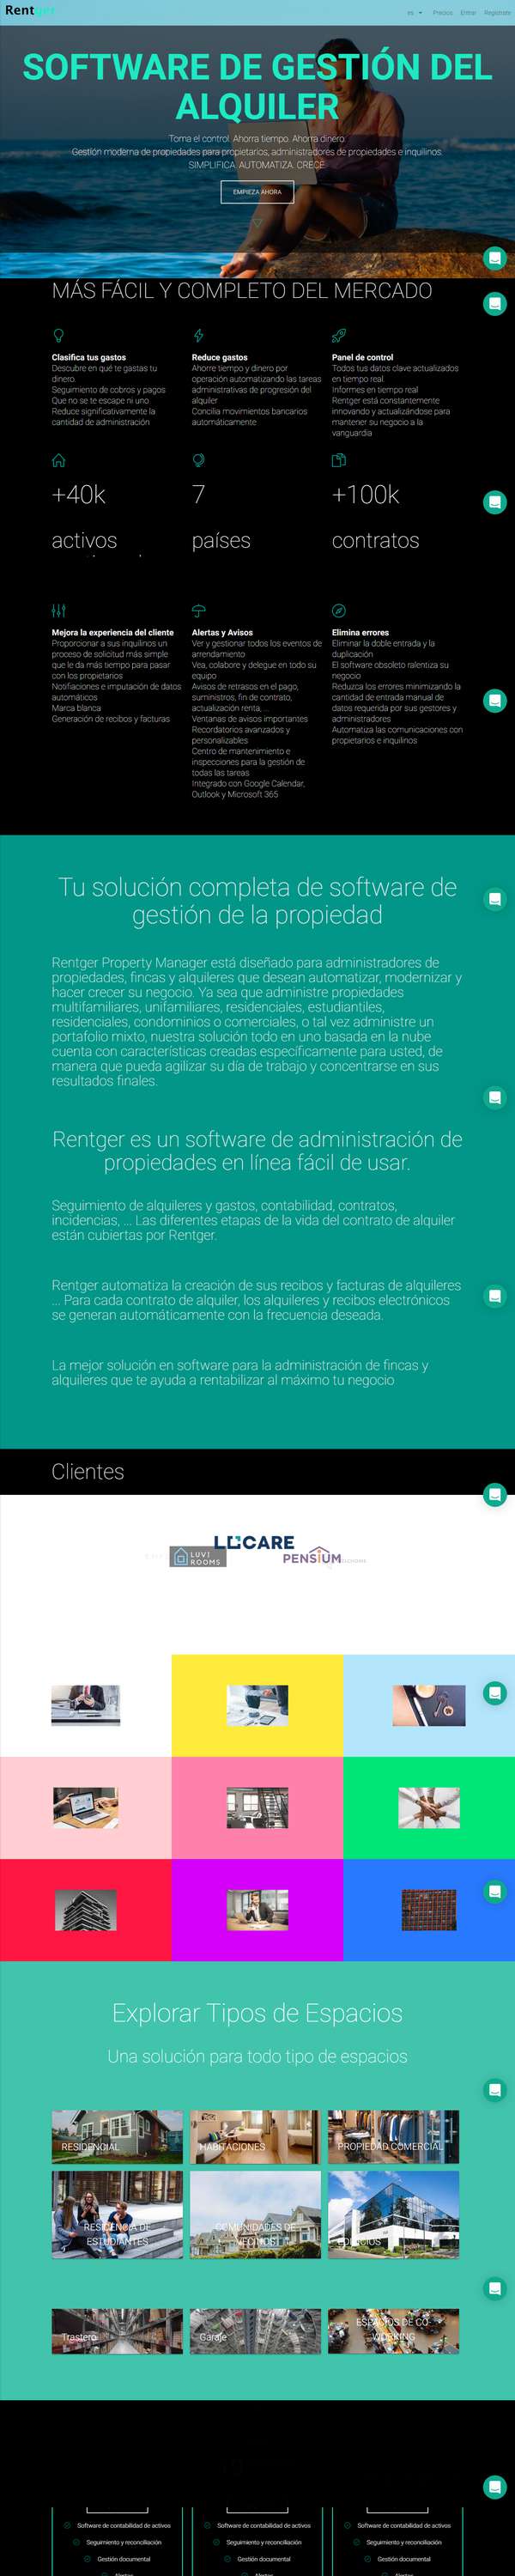 Rentger
es Precios Entrar Registrate
SOFTWARE DE GESTIÓN DEL
ALQUILER
Toma el control. Ahorra tiempo. Ahorra dinero.
Gestión moderna de propiedades para propietarios, administradores de propiedades e inquilinos.
SIMPLIFICA. AUTOMATIZA. CRECE.
EMPIEZA AHORA
MÁS FÁCIL Y COMPLETO DEL MERCADO
Clasifica tus gastos
Descubre en qué te gastas tu
dinero.
Seguimiento de cobros y pagos
Que no se te escape ni uno
Reduce significativamente la
cantidad de administración
Reduce gastos
Ahorre tiempo y dinero por
operación automatizando las tareas
administrativas de progresión del
alquiler
Concilia movimientos bancarios
automáticamente
Panel de control
Todos tus datos clave actualizados
en tiempo real
Informes en tiempo real
Rentger está constantemente
innovando y actualizándose para
mantener su negocio a la
vanguardia
+40k
activos
7
países
+100k
contratos
Mejora la experiencia del cliente
Proporcionar a sus inquilinos un
proceso de solicitud más simple
que le da más tiempo para pasar
con los propietarios
Notifiaciones e imputación de datos
automáticos
Marca blanca
Generación de recibos y facturas
Alertas y Avisos
Ver y gestionar todos los eventos de
arrendamiento
Vea, colabore y delegue en todo su
equipo
Avisos de retrasos en el pago,
suministros, fin de contrato,
actualización renta, ...
Ventanas de avisos importantes
Recordatorios avanzados y
personalizables
Centro de mantenimiento e
inspecciones para la gestión de
todas las tareas
Integrado con Google Calendar,
Outlook y Microsoft 365
Elimina errores
Eliminar la doble entrada y la
duplicación
El software obsoleto ralentiza su
negocio
Reduzca los errores minimizando la
cantidad de entrada manual de
datos requerida por sus gestores y
administradores
Automatiza las comunicaciones con
propietarios e inquilinos
Tu solución completa de software de
gestión de la propiedad
Rentger Property Manager está diseñado para administradores de
propiedades, fincas y alquileres que desean automatizar, modernizar y
hacer crecer su negocio. Ya sea que administre propiedades
multifamiliares, unifamiliares, residenciales, estudiantiles,
residenciales, condominios o comerciales, o tal vez administre un
portafolio mixto, nuestra solución todo en uno basada en la nube
cuenta con características creadas específicamente para usted, de
manera que pueda agilizar su día de trabajo y concentrarse en sus
resultados finales.
Rentger es un software de administración de
propiedades en línea fácil de usar.
Seguimiento de alquileres y gastos, contabilidad, contratos,
incidencias, ... Las diferentes etapas de la vida del contrato de alquiler
están cubiertas por Rentger.
Rentger automatiza la creación de sus recibos y facturas de alquileres
... Para cada contrato de alquiler, los alquileres y recibos electrónicos
se generan automáticamente con la frecuencia deseada.
La mejor solución en software para la administración de fincas y
alquileres que te ayuda a rentabilizar al máximo tu negocio
Clientes
LUVI
ROOMS
PENSIUM
Explorar Tipos de Espacios
Una solución para todo tipo de espacios
RESIDENCIAL
HABITACIONES
PROPIEDAD COMERCIAL
RESIDENCIA DE
ESTUDIANTES
COMUNIDADES DE
VECINOS
EDIFICIOS
Trastero
Garaje
ESPACIOS DE CO-
WORKING
Software de contabilidad de activos
Seguimiento y reconciliación
Gestión documental
Alertas
Software de contabilidad de activos
Seguimiento y reconciliación
Gestión documental
Alertas
Software de contabilidad de activos
Seguimiento y reconciliación
Gestión documental
Alertas